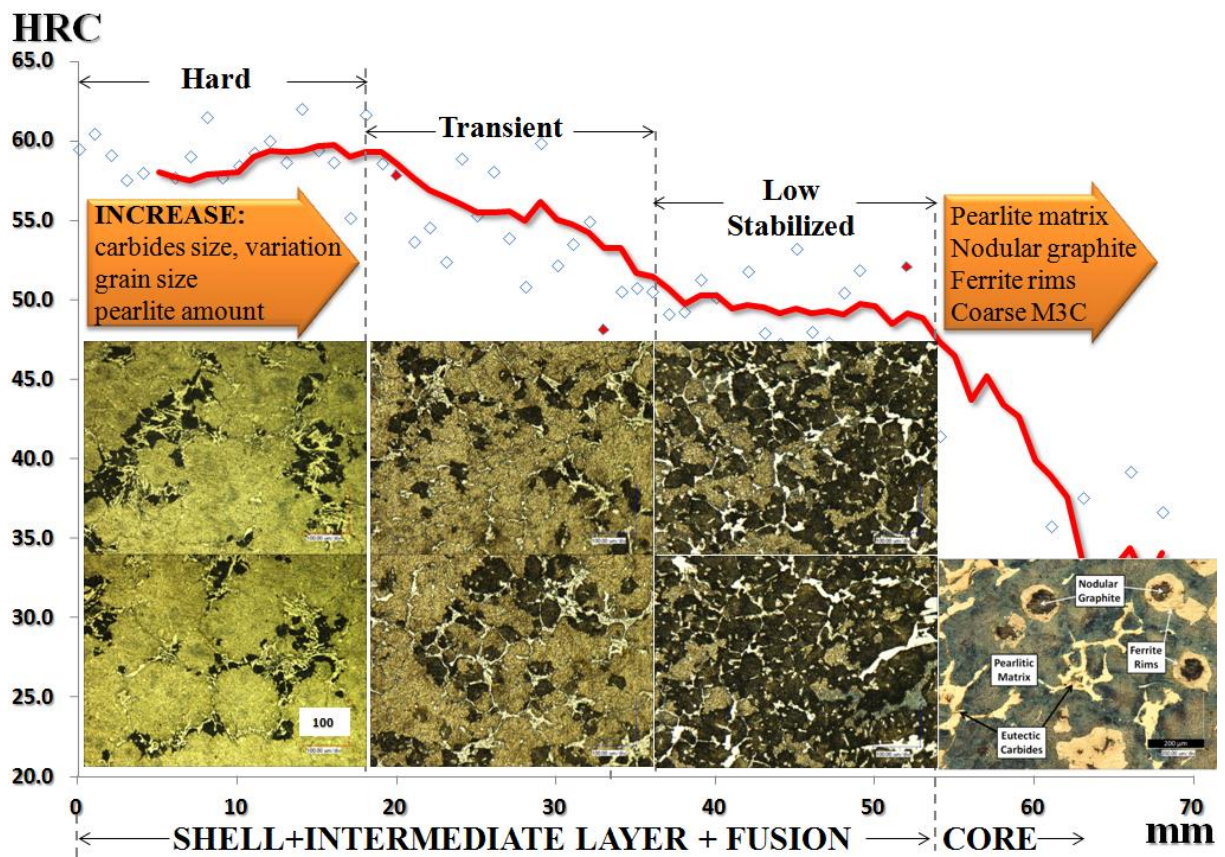 HRC
65.0
60.0
55.0
50.0
45.0
40.0
35.0
30.0
25.0
20.0
Hard
Transient
Low
Stabilized
INCREASE:
carbides size, variation
grain size
pearlite amount
Pearlite matrix
Nodular graphite
Ferrite rims
Coarse M3C
100
Nodular
Graphite
Ferrite
Rims
Pearlitic
Matrix
Eutectic
Carbides
200 µm
0
10
20
30
40
50
60
70
mm
SHELL+INTERMEDIATE LAYER + FUSION
CORE